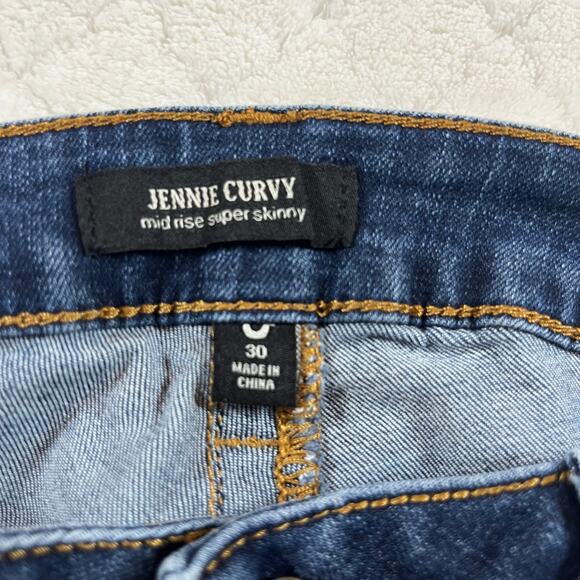 JENNIE CURVY
mid rise super skinny
30
MADE IN
CHINA